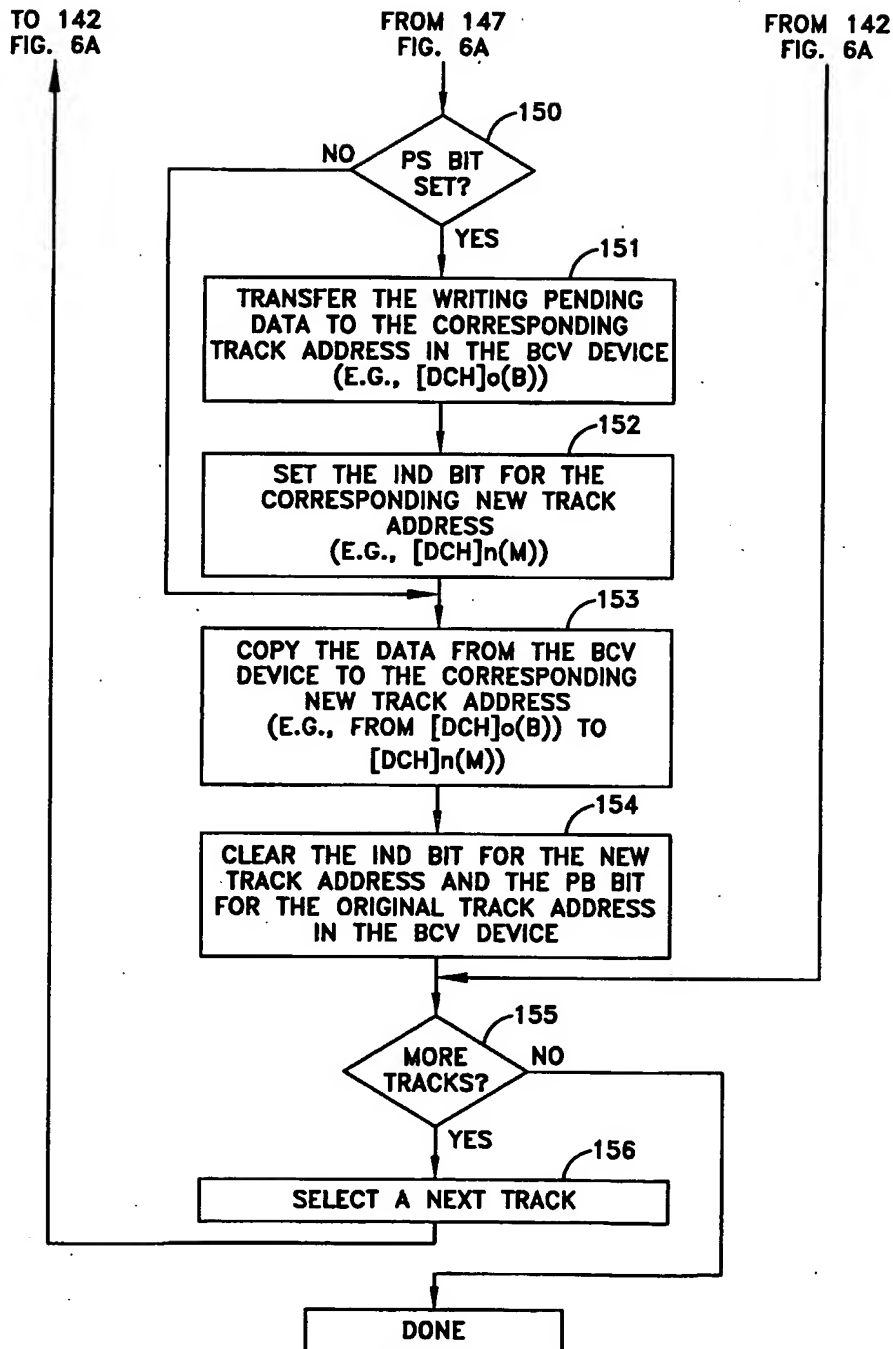 TO 142
FIG. 6A
FROM 147
FIG. 6A
FROM 142
FIG. 6A
150
NO
PS BIT
SET?
YES
151
TRANSFER THE WRITING PENDING
DATA TO THE CORRESPONDING
TRACK ADDRESS IN THE BCV DEVICE
(E.G., [DCH]o(B))
152
SET THE IND BIT FOR THE
CORRESPONDING NEW TRACK
ADDRESS
(E.G., [DCH]n(M))
153
COPY THE DATA FROM THE BCV
DEVICE TO THE CORRESPONDING
NEW TRACK ADDRESS
(E.G., FROM [DCH]o(B)) TO
[DCH]n(M))
154
CLEAR THE IND BIT FOR THE NEW
TRACK ADDRESS AND THE PB BIT
FOR THE ORIGINAL TRACK ADDRESS
IN THE BCV DEVICE
155
MORE
TRACKS?
NO
YES
156
SELECT A NEXT TRACK
DONE